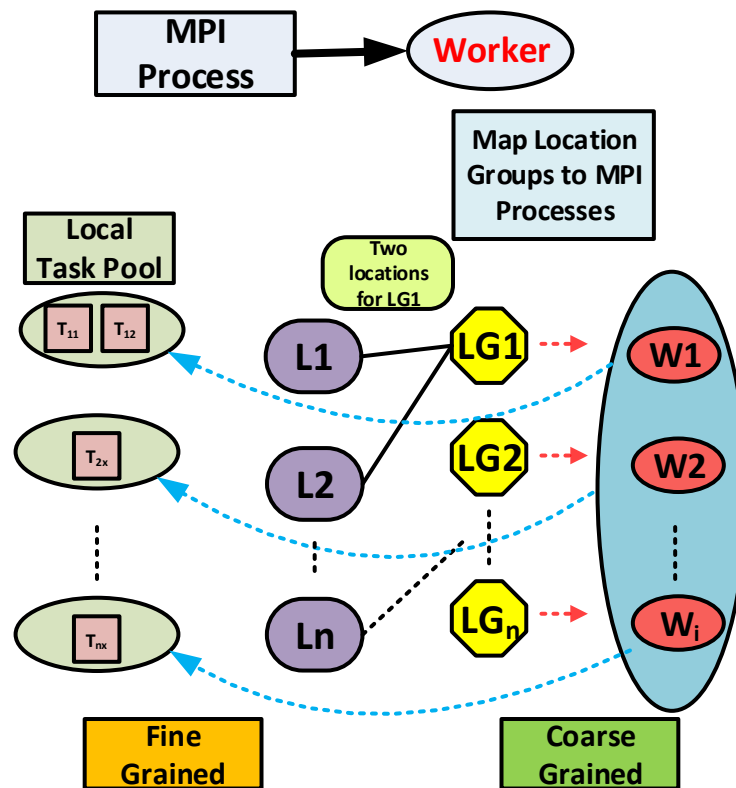 MPI
Process
Worker
Map Location
Groups to MPI
Processes
Local
Task Pool
Two
locations
for LG1
T11 T12
L1
LG1
W1
T2x
L2
LG2
W2
Tnx
Ln
LGn
Wi
Fine
Grained
Coarse
Grained